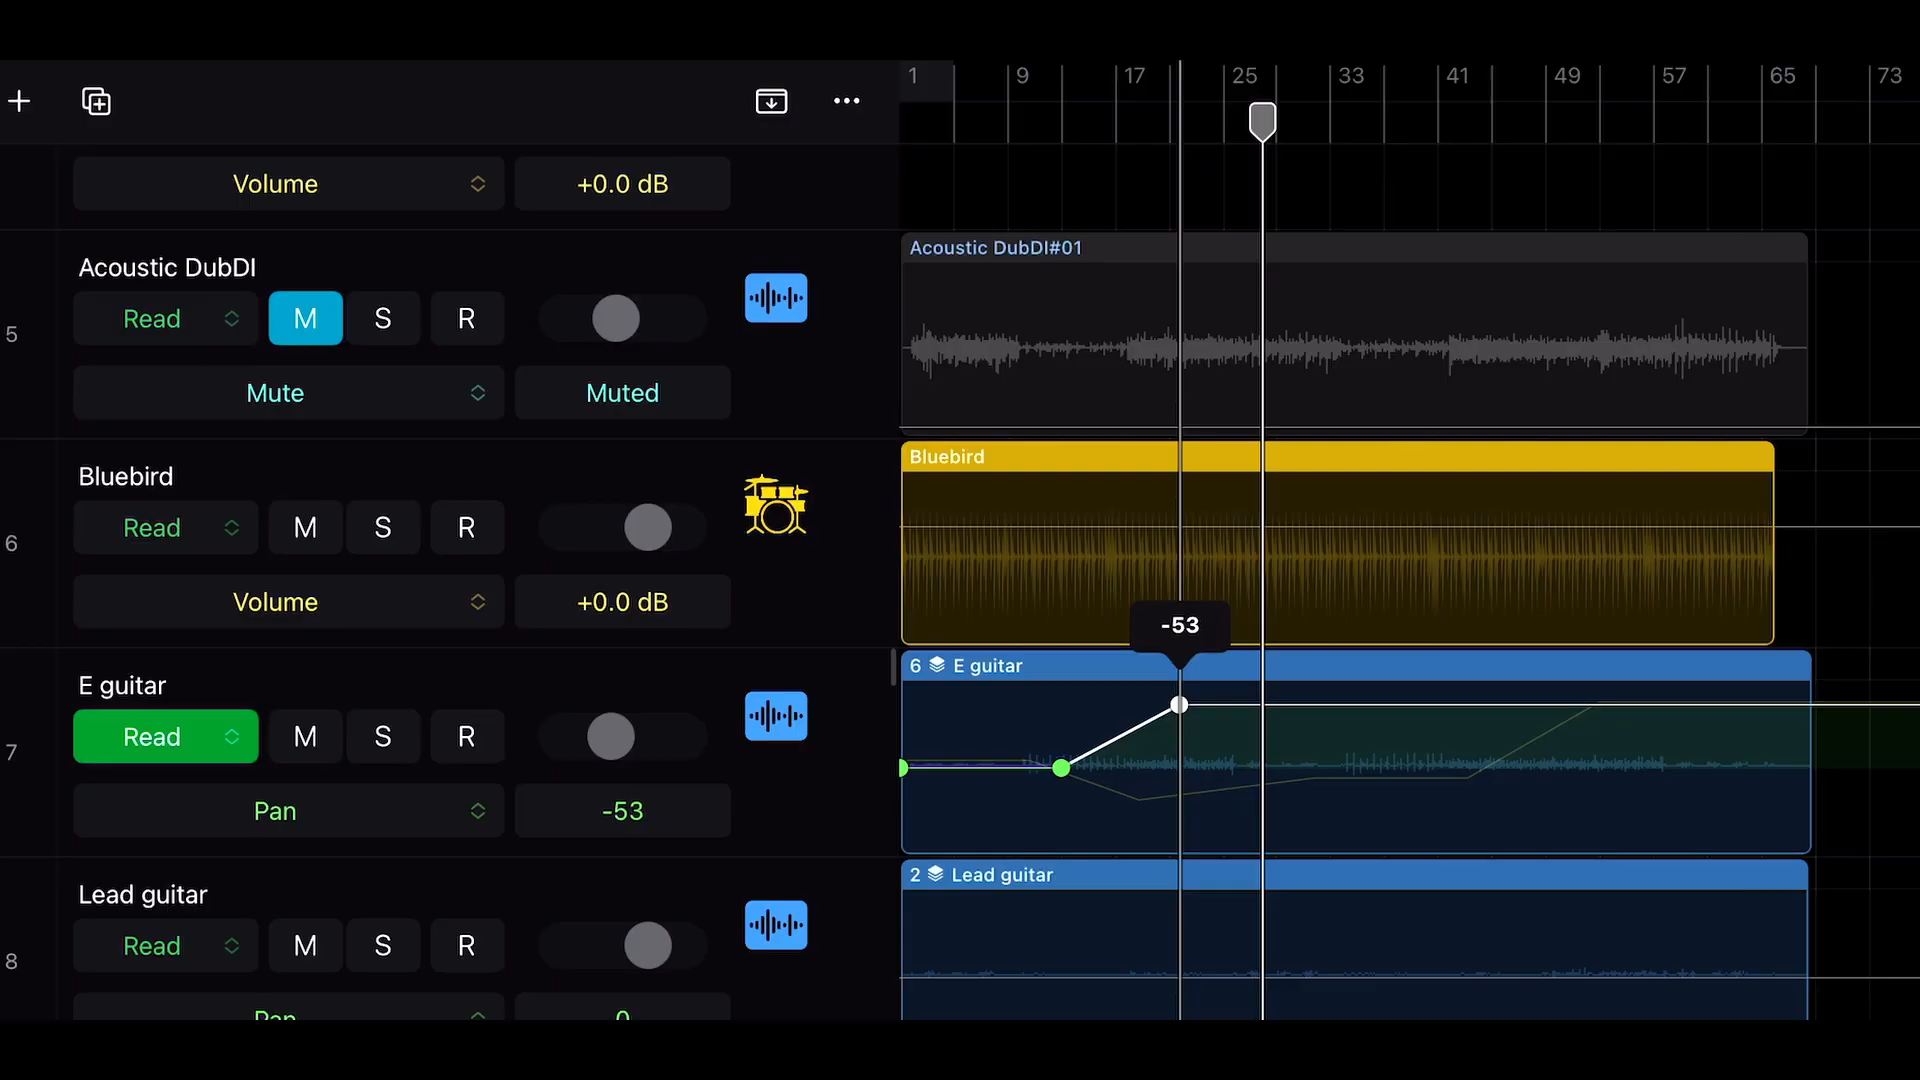 1 9 17 25 33 41 49 57 65 73
Volume +0.0 dB
Acoustic DubDI
5 Read M S R
Mute Muted
Acoustic DubDI#01
Bluebird
6 Read M S R
Volume +0.0 dB
Bluebird
-53
E guitar
7 Read M S R
Pan -53
6 E guitar
Lead guitar
8 Read M S R
Pan 0
2 Lead guitar